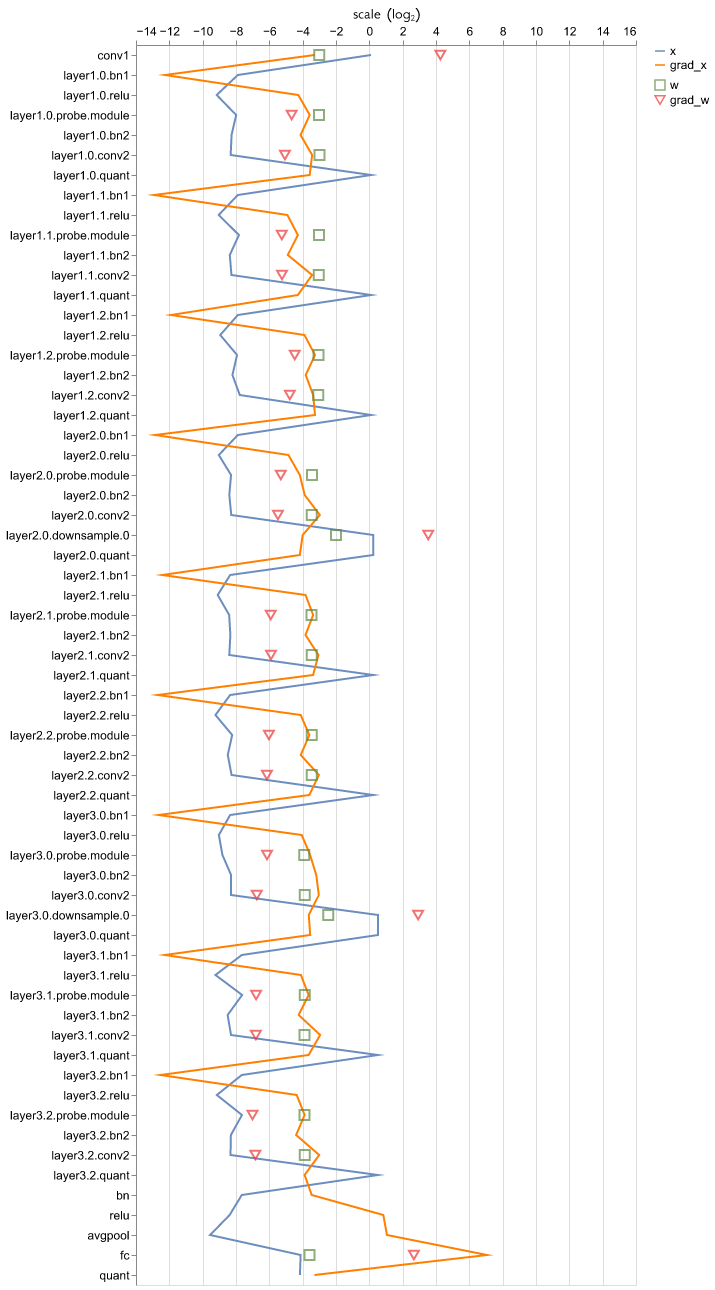 scale (log₂)
−14 −12 −10 −8 −6 −4 −2 0 2 4 6 8 10 12 14 16
x
grad_x
w
grad_w
conv1
layer1.0.bn1
layer1.0.relu
layer1.0.probe.module
layer1.0.bn2
layer1.0.conv2
layer1.0.quant
layer1.1.bn1
layer1.1.relu
layer1.1.probe.module
layer1.1.bn2
layer1.1.conv2
layer1.1.quant
layer1.2.bn1
layer1.2.relu
layer1.2.probe.module
layer1.2.bn2
layer1.2.conv2
layer1.2.quant
layer2.0.bn1
layer2.0.relu
layer2.0.probe.module
layer2.0.bn2
layer2.0.conv2
layer2.0.downsample.0
layer2.0.quant
layer2.1.bn1
layer2.1.relu
layer2.1.probe.module
layer2.1.bn2
layer2.1.conv2
layer2.1.quant
layer2.2.bn1
layer2.2.relu
layer2.2.probe.module
layer2.2.bn2
layer2.2.conv2
layer2.2.quant
layer3.0.bn1
layer3.0.relu
layer3.0.probe.module
layer3.0.bn2
layer3.0.conv2
layer3.0.downsample.0
layer3.0.quant
layer3.1.bn1
layer3.1.relu
layer3.1.probe.module
layer3.1.bn2
layer3.1.conv2
layer3.1.quant
layer3.2.bn1
layer3.2.relu
layer3.2.probe.module
layer3.2.bn2
layer3.2.conv2
layer3.2.quant
bn
relu
avgpool
fc
quant